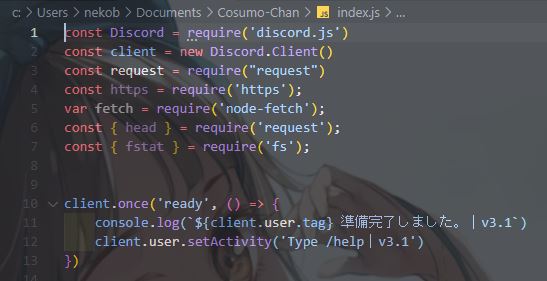 c: > Users > nekob > Documents > Cosumo-Chan > JS index.js > ...
1 const Discord = require('discord.js')
2 const client = new Discord.Client()
3 const request = require("request")
4 const https = require('https');
5 var fetch = require('node-fetch');
6 const { head } = require('request');
7 const { fstat } = require('fs');
8
9
10 client.once('ready', () => {
11 console.log(`${client.user.tag} 準備完了しました。｜v3.1`)
12 client.user.setActivity('Type /help｜v3.1')
13 })